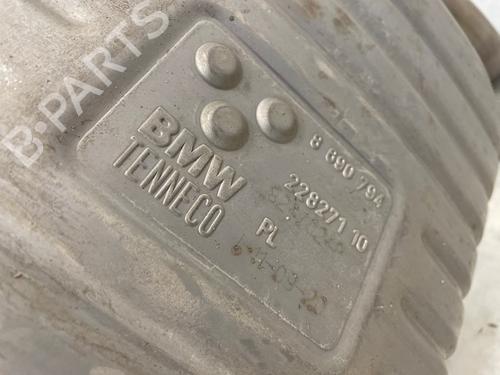 B-PARTS
BMW
TENNECO
8 690 794
228271 10
PL